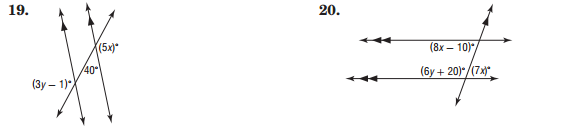 19.
(5x)°
40°
(3y – 1)°
20.
(8x – 10)°
(6y + 20)° (7x)°